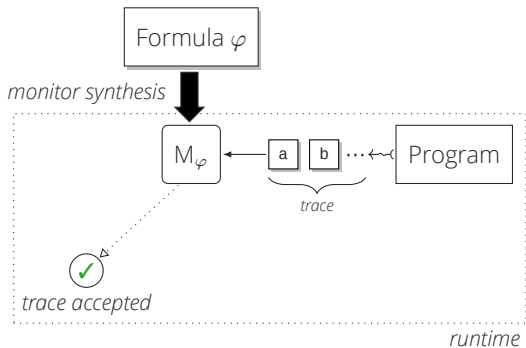 Formula φ
monitor synthesis
M_φ
a b ...
Program
trace
✓
trace accepted
runtime